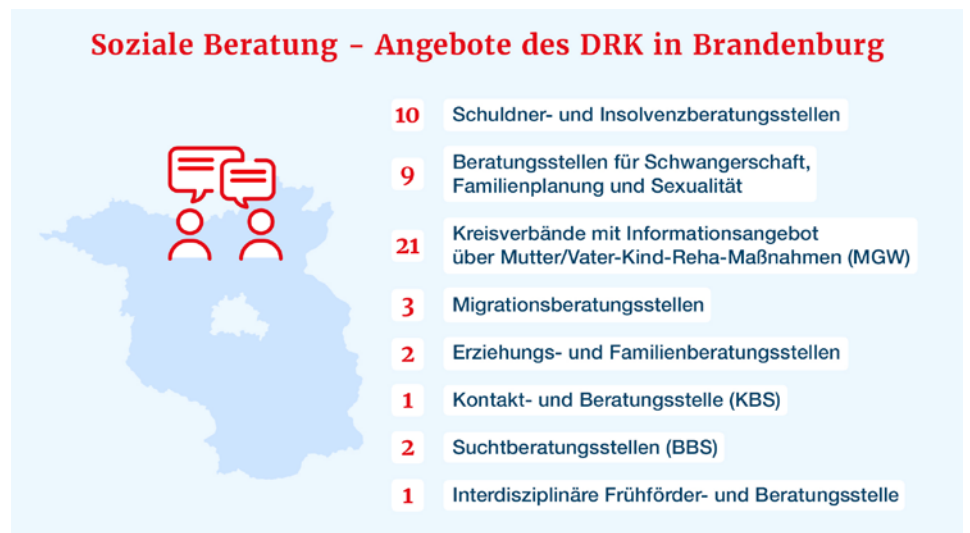 Soziale Beratung – Angebote des DRK in Brandenburg
10 Schuldner- und Insolvenzberatungsstellen
9 Beratungsstellen für Schwangerschaft,
Familienplanung und Sexualität
21 Kreisverbände mit Informationsangebot
über Mutter/Vater-Kind-Reha-Maßnahmen (MGW)
3 Migrationsberatungsstellen
2 Erziehungs- und Familienberatungsstellen
1 Kontakt- und Beratungsstelle (KBS)
2 Suchtberatungsstellen (BBS)
1 Interdisziplinäre Frühförder- und Beratungsstelle